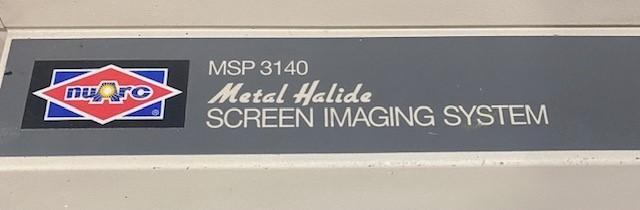 nuArc
®
MSP 3140
Metal Halide
SCREEN IMAGING SYSTEM